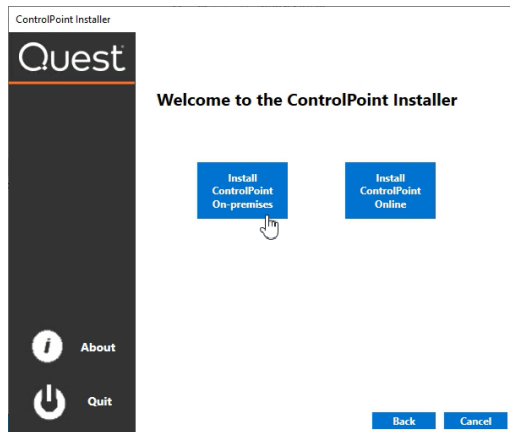 ControlPoint Installer
Quest
Welcome to the ControlPoint Installer
Install
ControlPoint
On-premises
Install
ControlPoint
Online
i
About
Quit
Back
Cancel